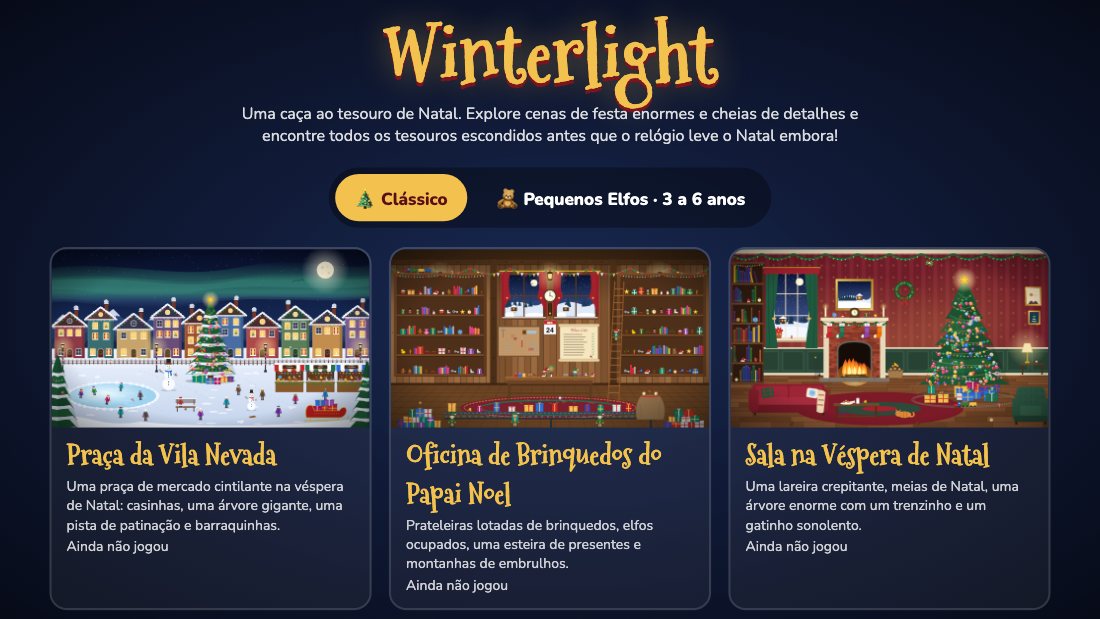 Winterlight
Uma caça ao tesouro de Natal. Explore cenas de festa enormes e cheias de detalhes e
encontre todos os tesouros escondidos antes que o relógio leve o Natal embora!
Clássico
Pequenos Elfos · 3 a 6 anos
24
Praça da Vila Nevada
Uma praça de mercado cintilante na véspera
de Natal: casinhas, uma árvore gigante, uma
pista de patinação e barraquinhas.
Ainda não jogou
Oficina de Brinquedos do
Papai Noel
Prateleiras lotadas de brinquedos, elfos
ocupados, uma esteira de presentes e
montanhas de embrulhos.
Ainda não jogou
Sala na Véspera de Natal
Uma lareira crepitante, meias de Natal, uma
árvore enorme com um trenzinho e um
gatinho sonolento.
Ainda não jogou